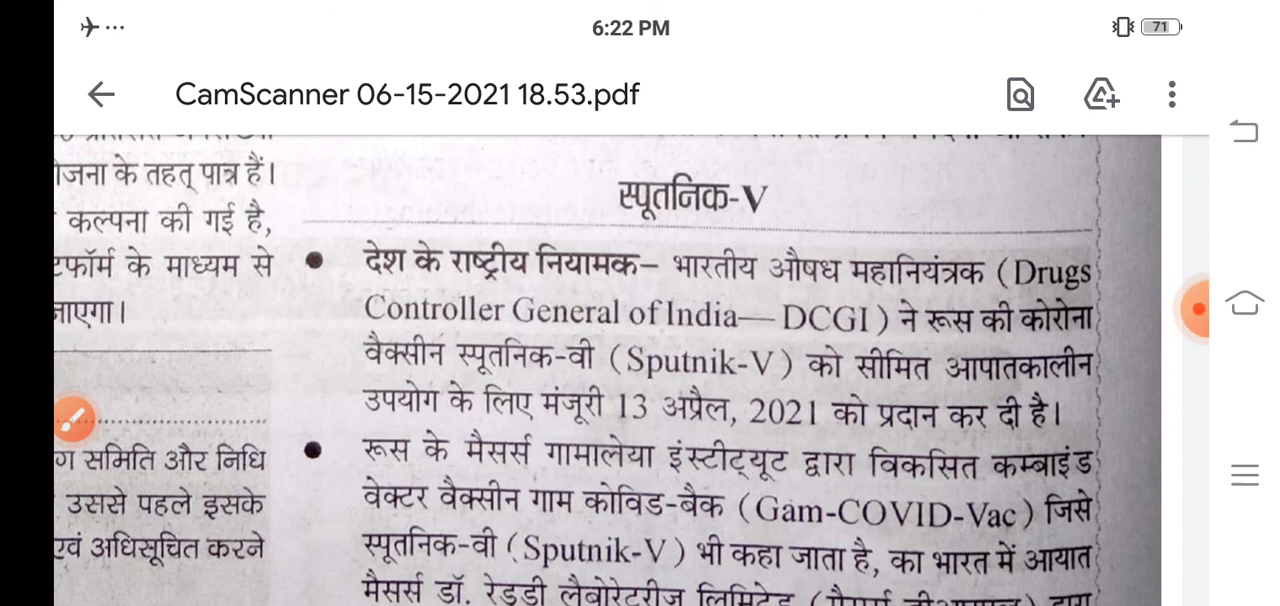 6:22 PM
71
CamScanner 06-15-2021 18.53.pdf
जना के तहत् पात्र हैं।
कल्पना की गई है,
फॉर्म के माध्यम से
जाएगा।
समिति और निधि
उससे पहले इसके
एवं अधिसूचित करने
स्पूतनिक-V
• देश के राष्ट्रीय नियामक– भारतीय औषध महानियंत्रक (Drugs
Controller General of India—DCGI) ने रूस की कोरोना
वैक्सीन स्पूतनिक-वी (Sputnik-V) को सीमित आपातकालीन
उपयोग के लिए मंजूरी 13 अप्रैल, 2021 को प्रदान कर दी है।
• रूस के मैसर्स गामालेया इंस्टीट्यूट द्वारा विकसित कम्बाइंड
वेक्टर वैक्सीन गाम कोविड-बैक (Gam-COVID-Vac) जिसे
स्पूतनिक-वी (Sputnik-V) भी कहा जाता है, का भारत में आयात
मैसर्स डॉ. रेड्डी लैबोरेटरीज लिमिटेड